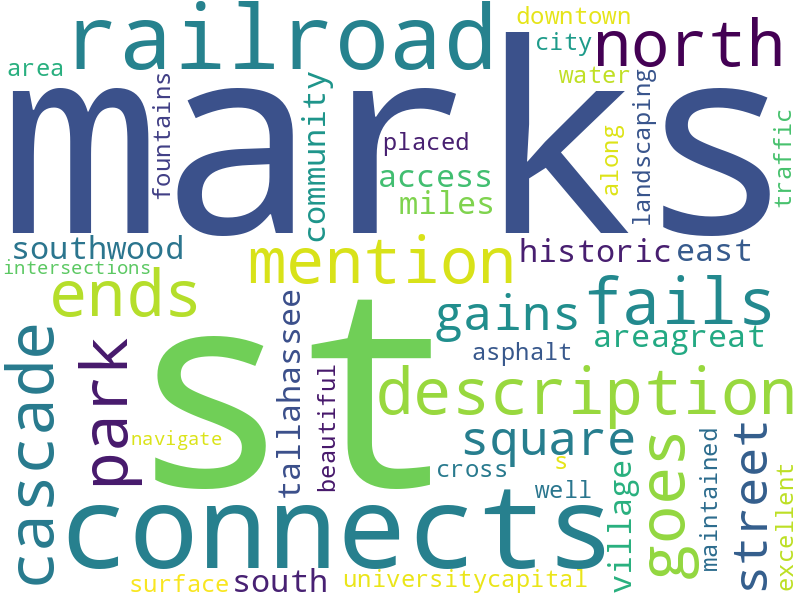 downtown
railroad
city
north
area
water
marks
fountains
community
placed
along
landscaping
traffic
access
miles
southwood
mention
historic
east
intersections
ends
tallahassee
gains
fails
areagreat
asphalt
cascade
park
st
beautiful
description
navigate
square
s
cross
well
goes
village
maintained
street
excellent
connects
surface
south
universitycapital